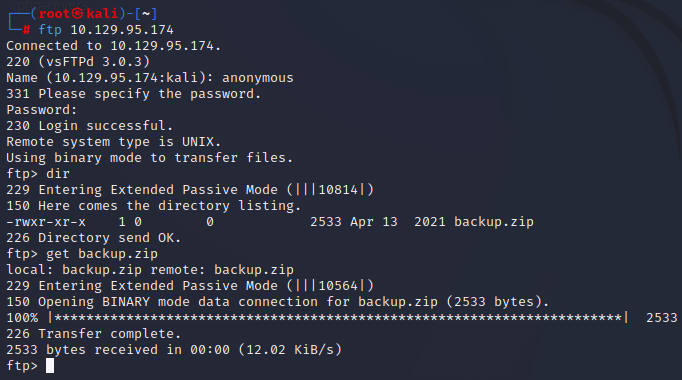 ┌──(root㉿kali)-[~]
└─# ftp 10.129.95.174
Connected to 10.129.95.174.
220 (vsFTPd 3.0.3)
Name (10.129.95.174:kali): anonymous
331 Please specify the password.
Password:
230 Login successful.
Remote system type is UNIX.
Using binary mode to transfer files.
ftp> dir
229 Entering Extended Passive Mode (|||10814|)
150 Here comes the directory listing.
-rwxr-xr-x    1 0        0            2533 Apr 13  2021 backup.zip
226 Directory send OK.
ftp> get backup.zip
local: backup.zip remote: backup.zip
229 Entering Extended Passive Mode (|||10564|)
150 Opening BINARY mode data connection for backup.zip (2533 bytes).
100% |***********************************************************************|  2533
226 Transfer complete.
2533 bytes received in 00:00 (12.02 KiB/s)
ftp>